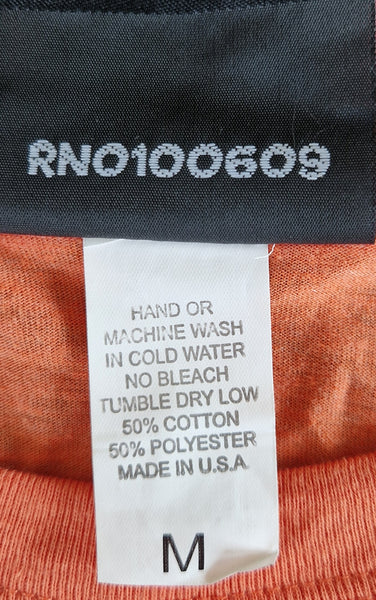 RN0100609
HAND OR
MACHINE WASH
IN COLD WATER
NO BLEACH
TUMBLE DRY LOW
50% COTTON
50% POLYESTER
MADE IN U.S.A
M